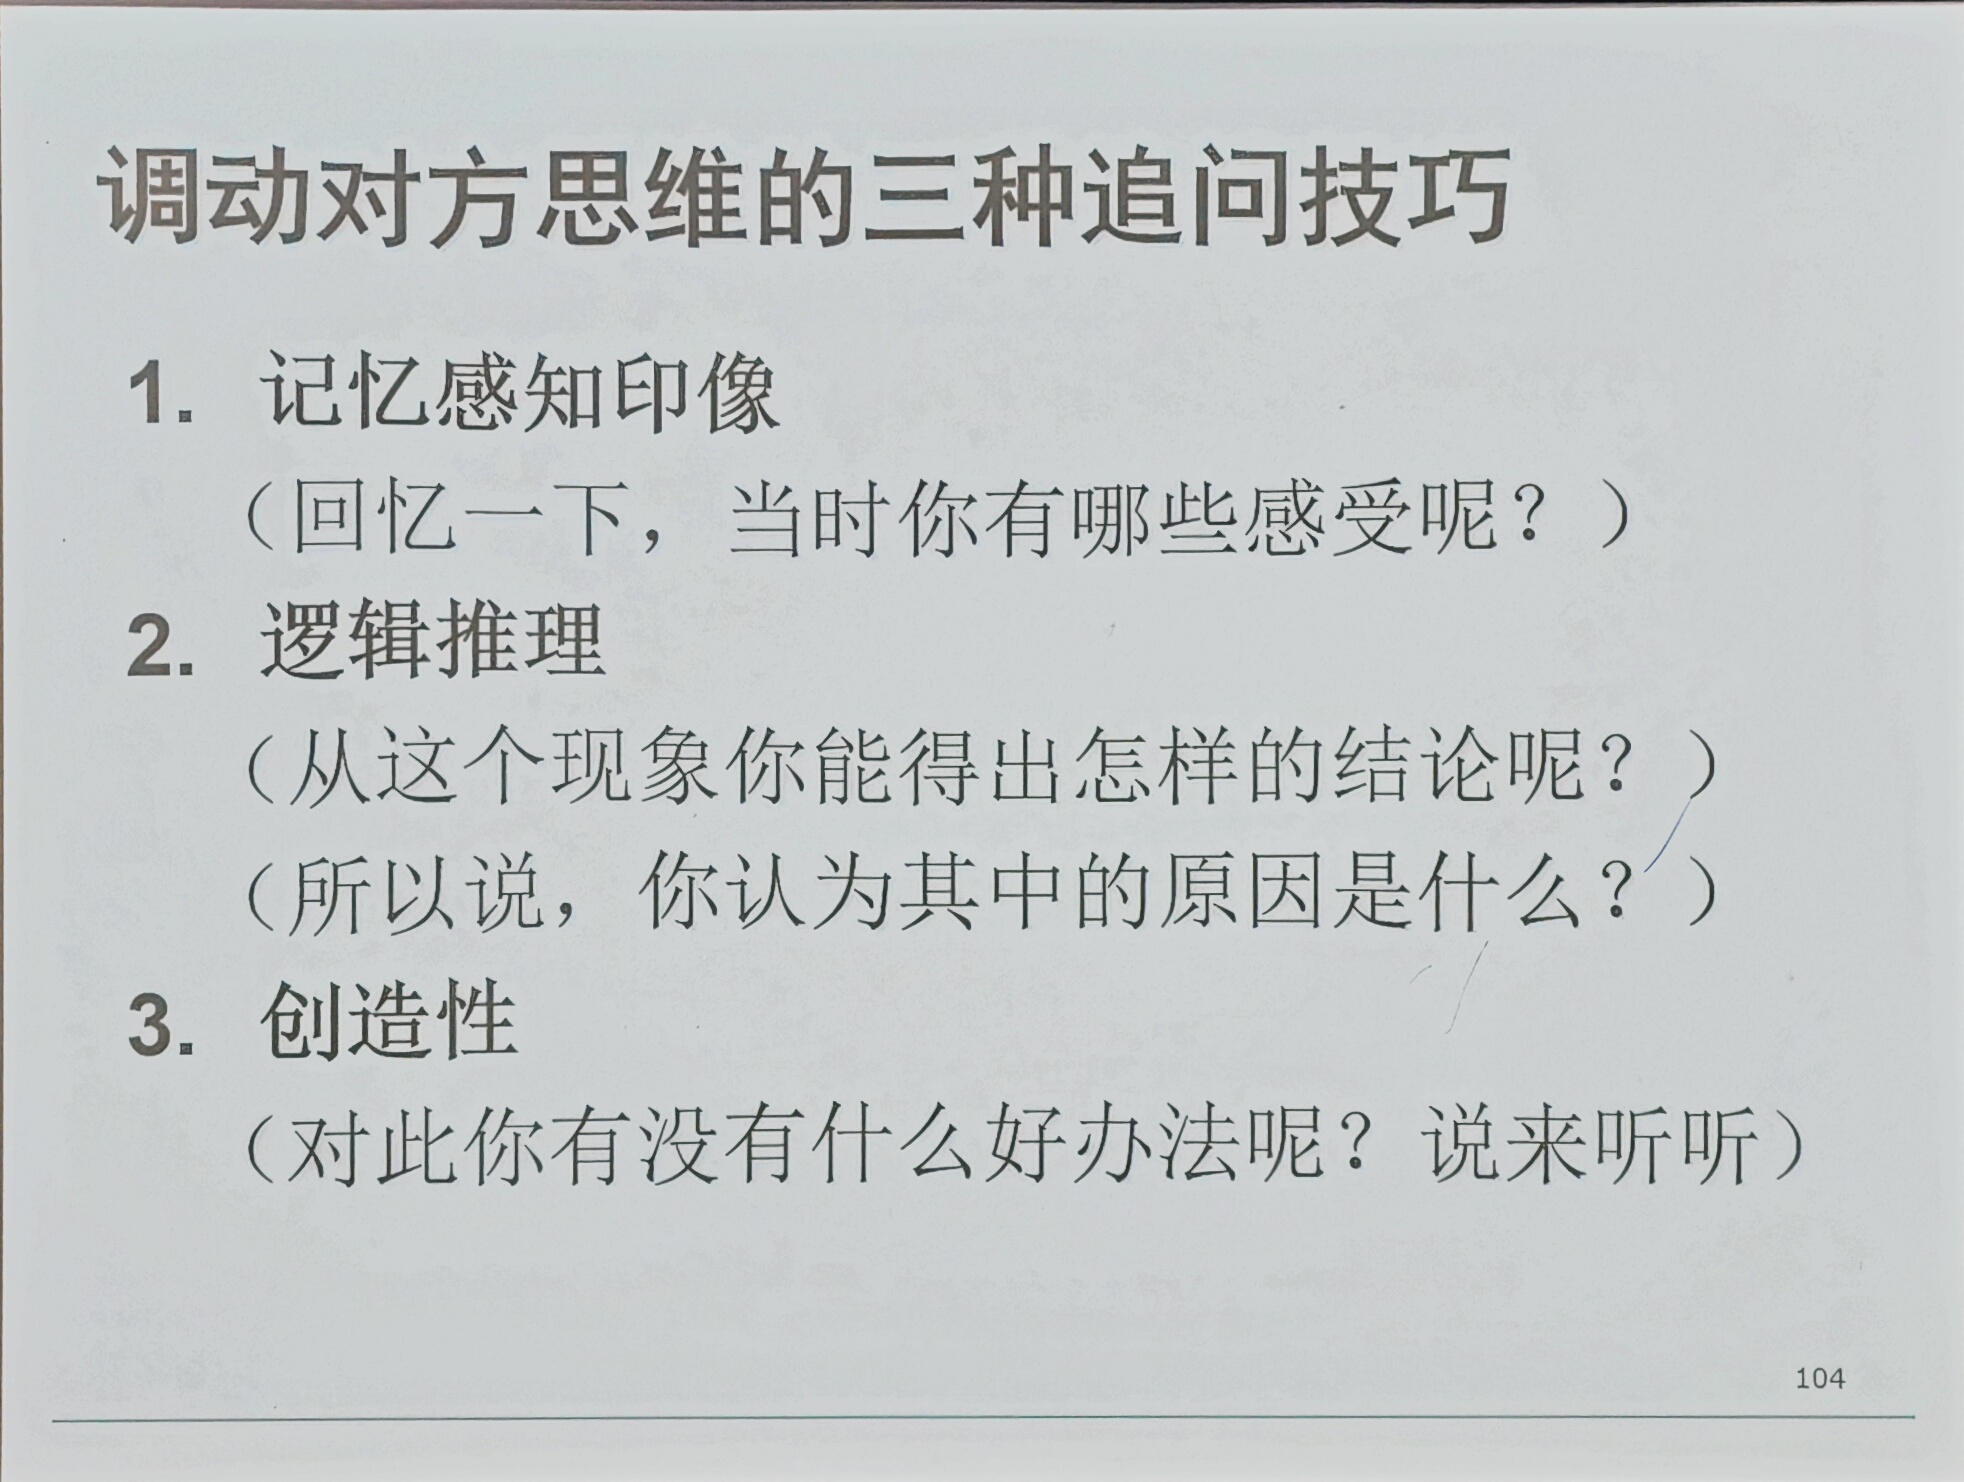 调动对方思维的三种追问技巧
1. 记忆感知印像
（回忆一下，当时你有哪些感受呢？）
2. 逻辑推理
（从这个现象你能得出怎样的结论呢？）
（所以说，你认为其中的原因是什么？）
3. 创造性
（对此你有没有什么好办法呢？说来听听）
104